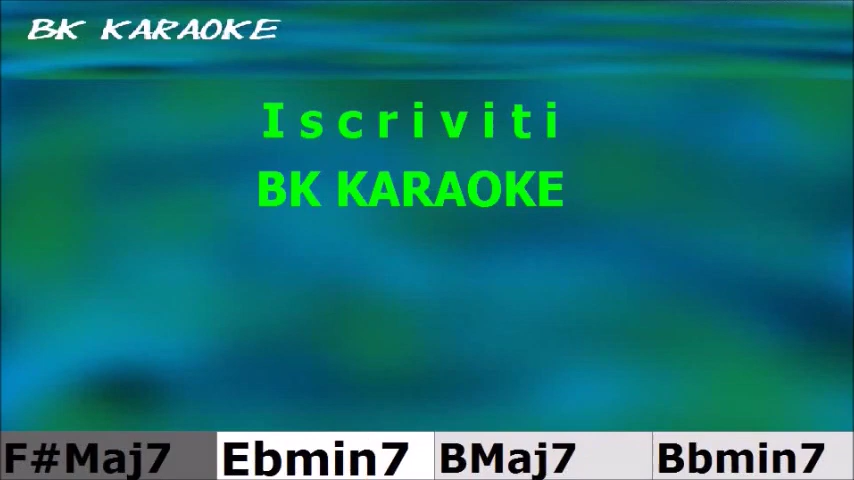 BK KARAOKE
I s c r i v i t i
BK KARAOKE
F#Maj7 Ebmin7 BMaj7 Bbmin7